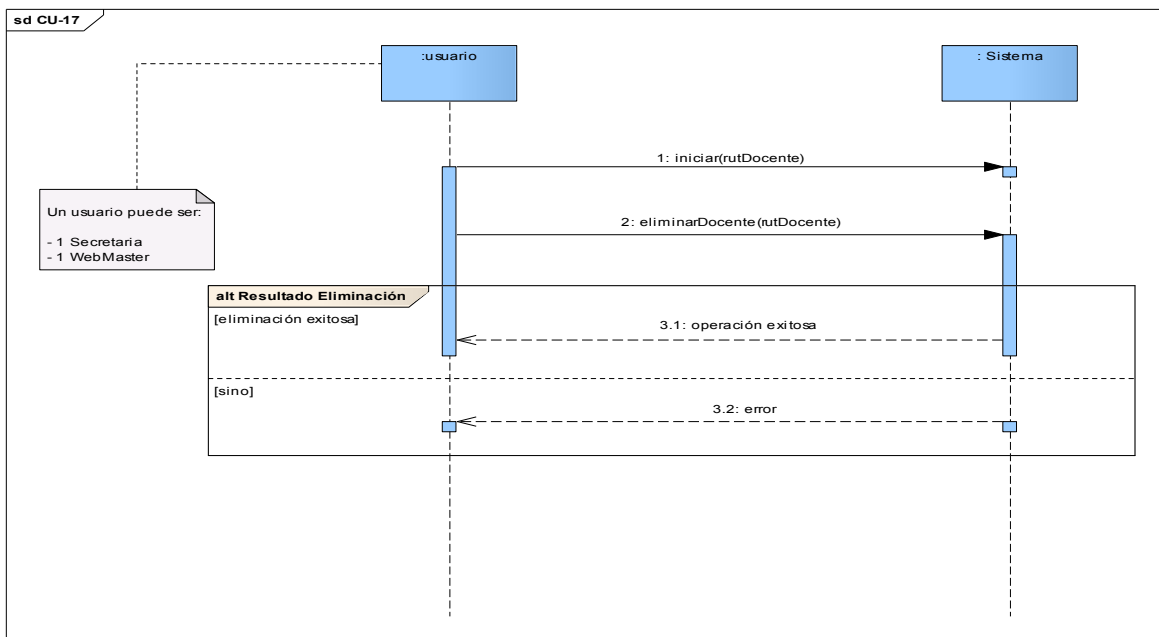 sd CU-17
:usuario
: Sistema
1: iniciar(rutDocente)
Un usuario puede ser:
- 1 Secretaria
- 1 WebMaster
2: eliminarDocente(rutDocente)
alt Resultado Eliminación
[eliminación exitosa]
3.1: operación exitosa
[sino]
3.2: error